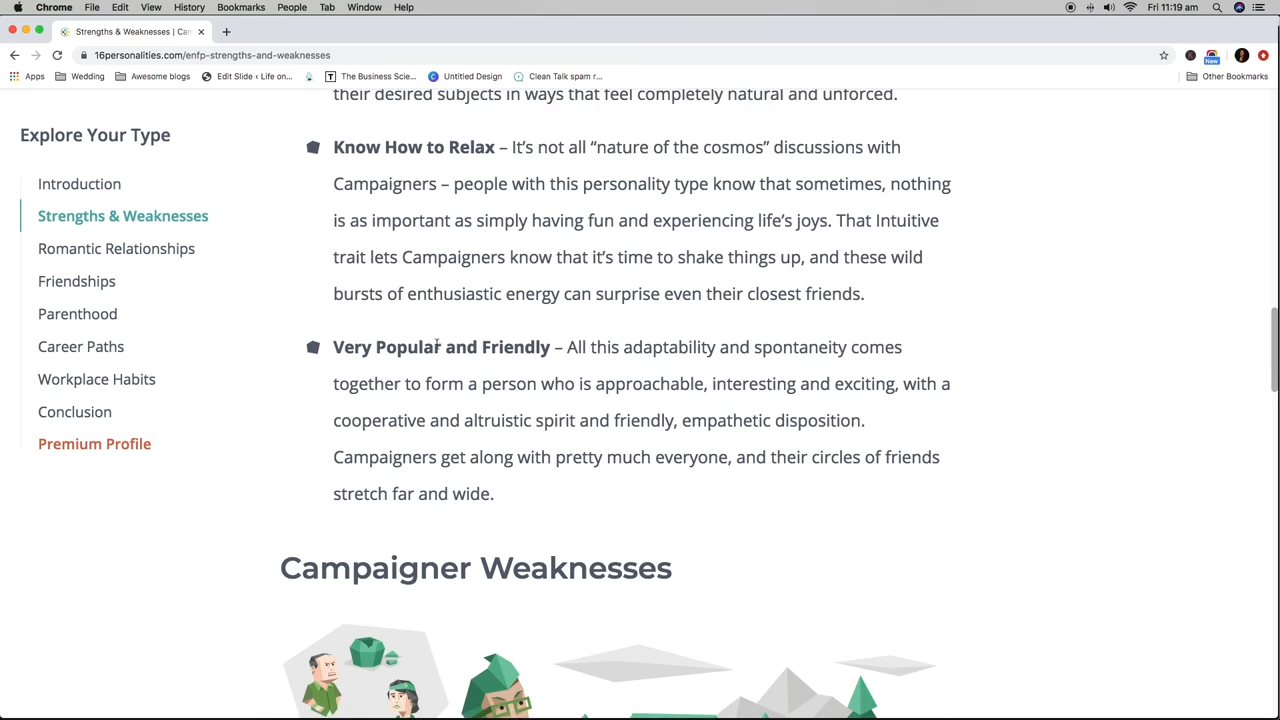 Chrome File Edit View History Bookmarks People Tab Window Help Fri 11:19 am
Strengths & Weaknesses | Car
16personalities.com/enfp-strengths-and-weaknesses
Apps Wedding Awesome blogs Edit Slide ‹ Life on... T The Business Scie... Untitled Design Clean Talk spam r... Other Bookmarks
New
Explore Your Type
Introduction
Strengths & Weaknesses
Romantic Relationships
Friendships
Parenthood
Career Paths
Workplace Habits
Conclusion
Premium Profile
their desired subjects in ways that feel completely natural and unforced.
Know How to Relax – It’s not all “nature of the cosmos” discussions with
Campaigners – people with this personality type know that sometimes, nothing
is as important as simply having fun and experiencing life’s joys. That Intuitive
trait lets Campaigners know that it’s time to shake things up, and these wild
bursts of enthusiastic energy can surprise even their closest friends.
Very Popular and Friendly – All this adaptability and spontaneity comes
together to form a person who is approachable, interesting and exciting, with a
cooperative and altruistic spirit and friendly, empathetic disposition.
Campaigners get along with pretty much everyone, and their circles of friends
stretch far and wide.
Campaigner Weaknesses